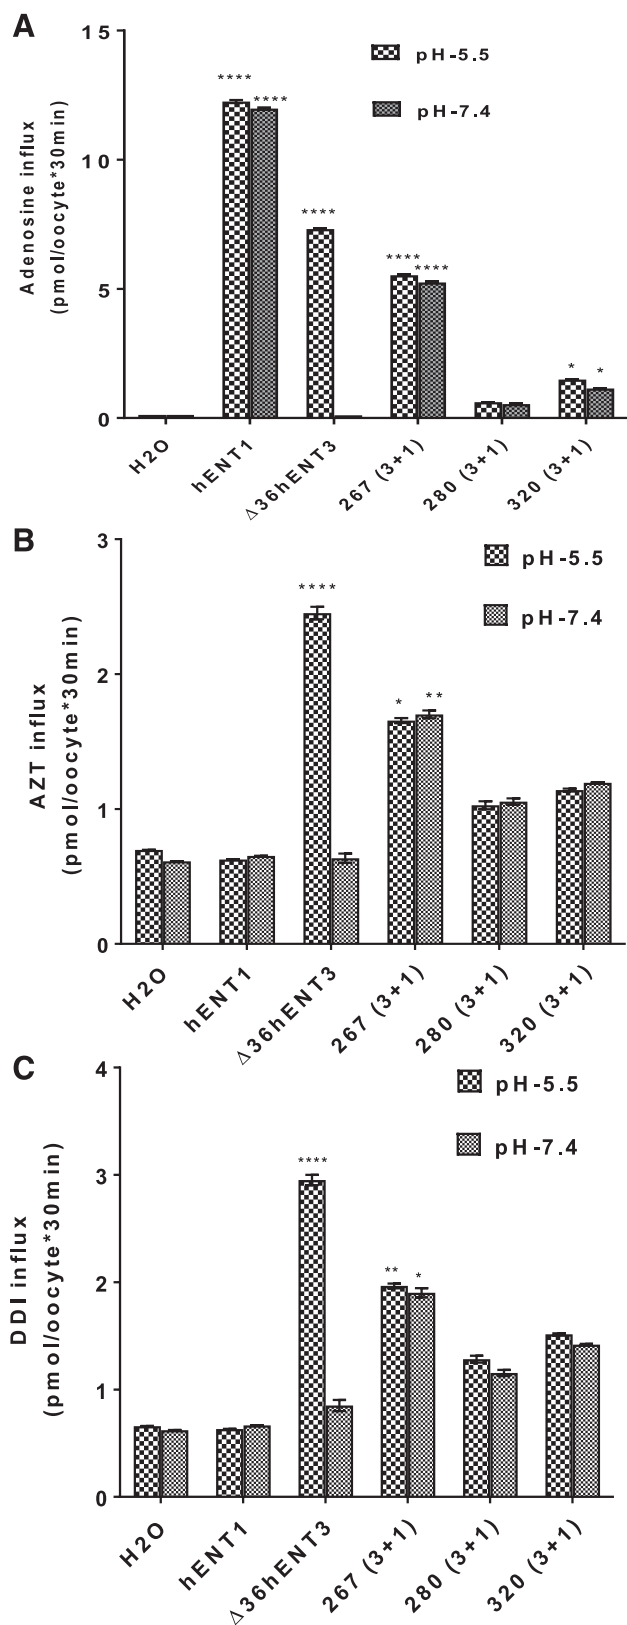 A
15
10
5
0
Adenosine influx
(pmol/oocyte*30min)
pH-5.5
pH-7.4
****
****
****
****
****
*
*
H2O
hENT1
Δ36hENT3
267 (3+1)
280 (3+1)
320 (3+1)
B
3
2
1
0
AZT influx
(pmol/oocyte*30min)
pH-5.5
pH-7.4
****
*
**
H2O
hENT1
Δ36hENT3
267 (3+1)
280 (3+1)
320 (3+1)
C
4
3
2
1
0
DDI influx
(pmol/oocyte*30min)
pH-5.5
pH-7.4
****
**
*
H2O
hENT1
Δ36hENT3
267 (3+1)
280 (3+1)
320 (3+1)